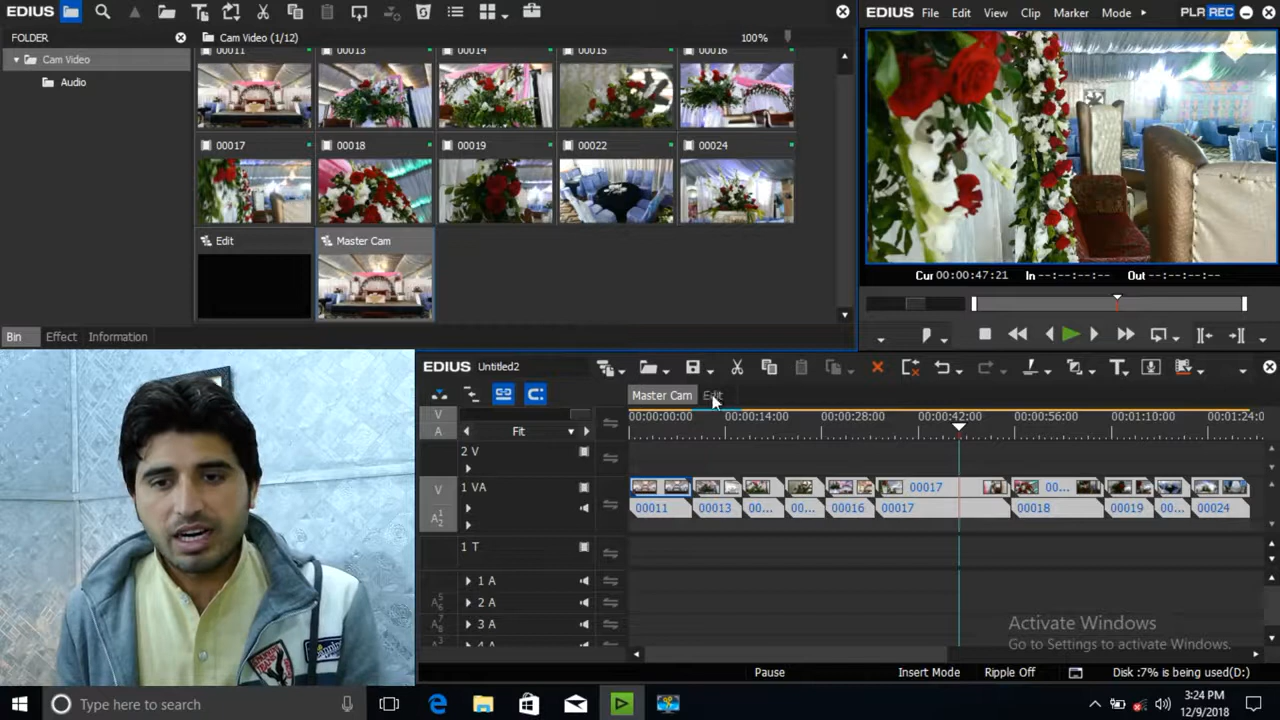 EDIUS
FOLDER
Cam Video (1/12)
100%
Cam Video
Audio
00011
00013
00014
00015
00016
00017
00018
00019
00022
00024
Edit
Master Cam
Bin
Effect
Information
EDIUS
File
Edit
View
Clip
Marker
Mode
PLR
REC
Cur 00:00:47:21 In --:--:--:-- Out --:--:--:--
EDIUS
Untitled2
Master Cam
Edit
00:00:00:00
00:00:14:00
00:00:28:00
00:00:42:00
00:00:56:00
00:01:10:00
00:01:24:0
V
A
Fit
2 V
V
1 VA
00017
00...
A 1 2
00011
00013
00...
00...
00016
00017
00018
00019
00...
00024
1 T
1 A
2 A
3 A
4 A
Activate Windows
Go to Settings to activate Windows.
Pause
Insert Mode
Ripple Off
Disk :7% is being used(D:)
Type here to search
3:24 PM
12/9/2018